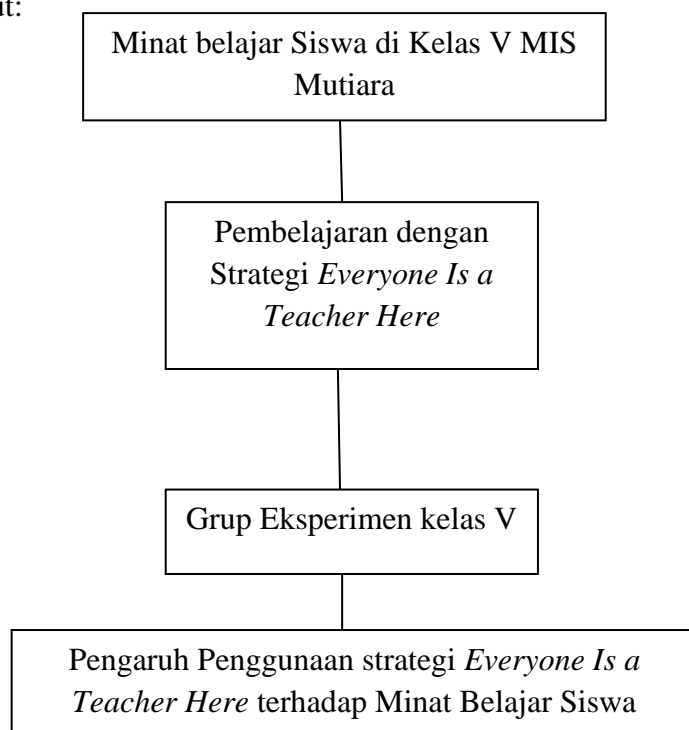 ut:
Minat belajar Siswa di Kelas V MIS
Mutiara
Pembelajaran dengan
Strategi Everyone Is a
Teacher Here
Grup Eksperimen kelas V
Pengaruh Penggunaan strategi Everyone Is a
Teacher Here terhadap Minat Belajar Siswa